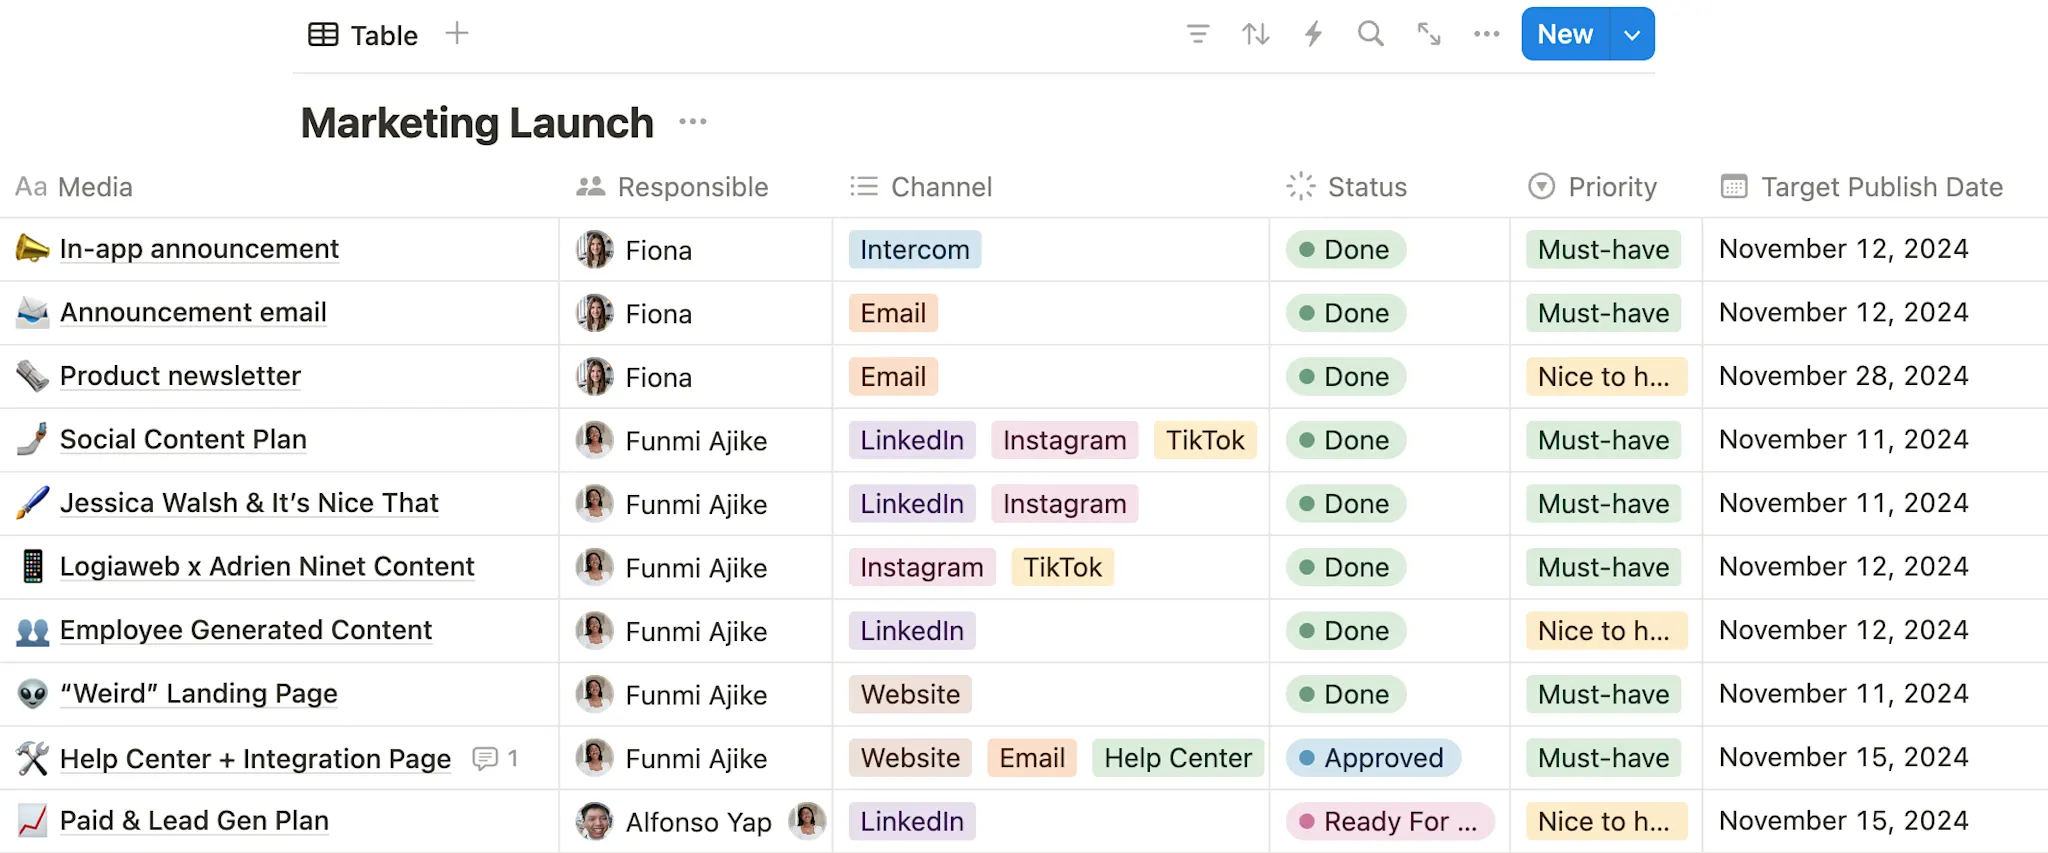 Table
New
Marketing Launch
Aa Media Responsible Channel Status Priority Target Publish Date
In-app announcement Fiona Intercom Done Must-have November 12, 2024
Announcement email Fiona Email Done Must-have November 12, 2024
Product newsletter Fiona Email Done Nice to h... November 28, 2024
Social Content Plan Funmi Ajike LinkedIn Instagram TikTok Done Must-have November 11, 2024
Jessica Walsh & It’s Nice That Funmi Ajike LinkedIn Instagram Done Must-have November 11, 2024
Logiaweb x Adrien Ninet Content Funmi Ajike Instagram TikTok Done Must-have November 12, 2024
Employee Generated Content Funmi Ajike LinkedIn Done Nice to h... November 12, 2024
“Weird” Landing Page Funmi Ajike Website Done Must-have November 11, 2024
Help Center + Integration Page 1 Funmi Ajike Website Email Help Center Approved Must-have November 15, 2024
Paid & Lead Gen Plan Alfonso Yap LinkedIn Ready For ... Nice to h... November 15, 2024